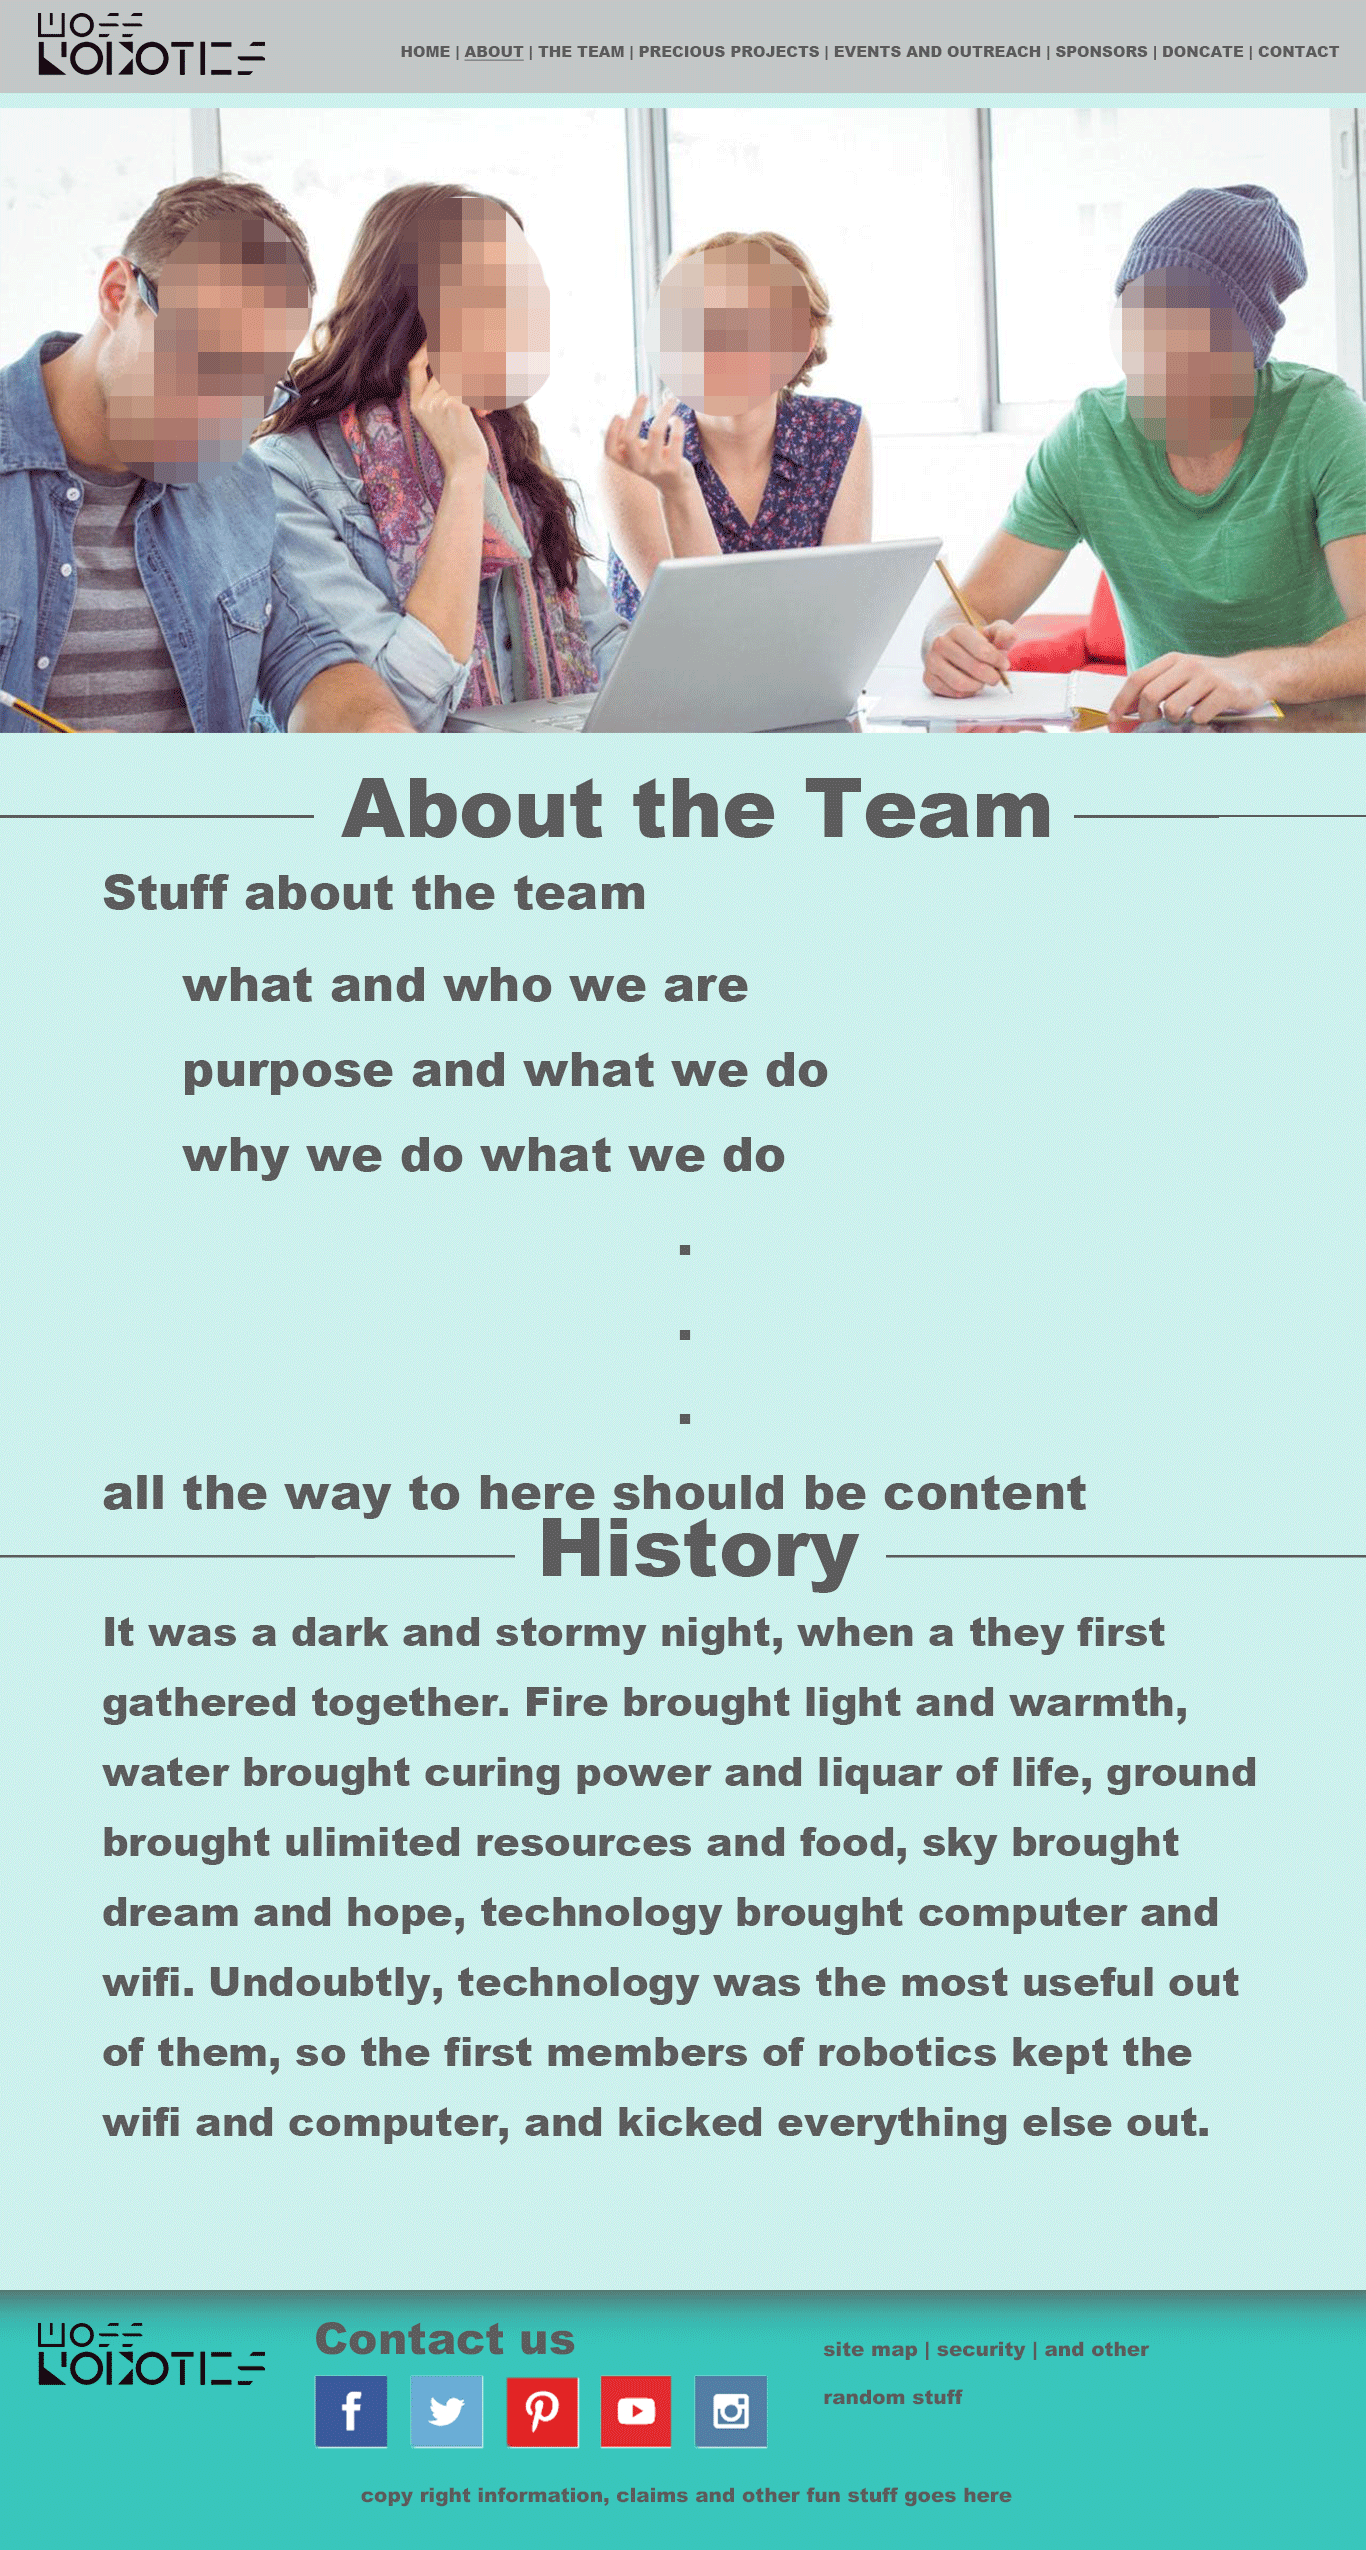 WOSS
ROBOTICS
HOME | ABOUT | THE TEAM | PRECIOUS PROJECTS | EVENTS AND OUTREACH | SPONSORS | DONCATE | CONTACT
About the Team
Stuff about the team
what and who we are
purpose and what we do
why we do what we do
.
.
.
all the way to here should be content
History
It was a dark and stormy night, when a they first
gathered together. Fire brought light and warmth,
water brought curing power and liquar of life, ground
brought ulimited resources and food, sky brought
dream and hope, technology brought computer and
wifi. Undoubtly, technology was the most useful out
of them, so the first members of robotics kept the
wifi and computer, and kicked everything else out.
WOSS
ROBOTICS
Contact us
site map | security | and other
random stuff
copy right information, claims and other fun stuff goes here